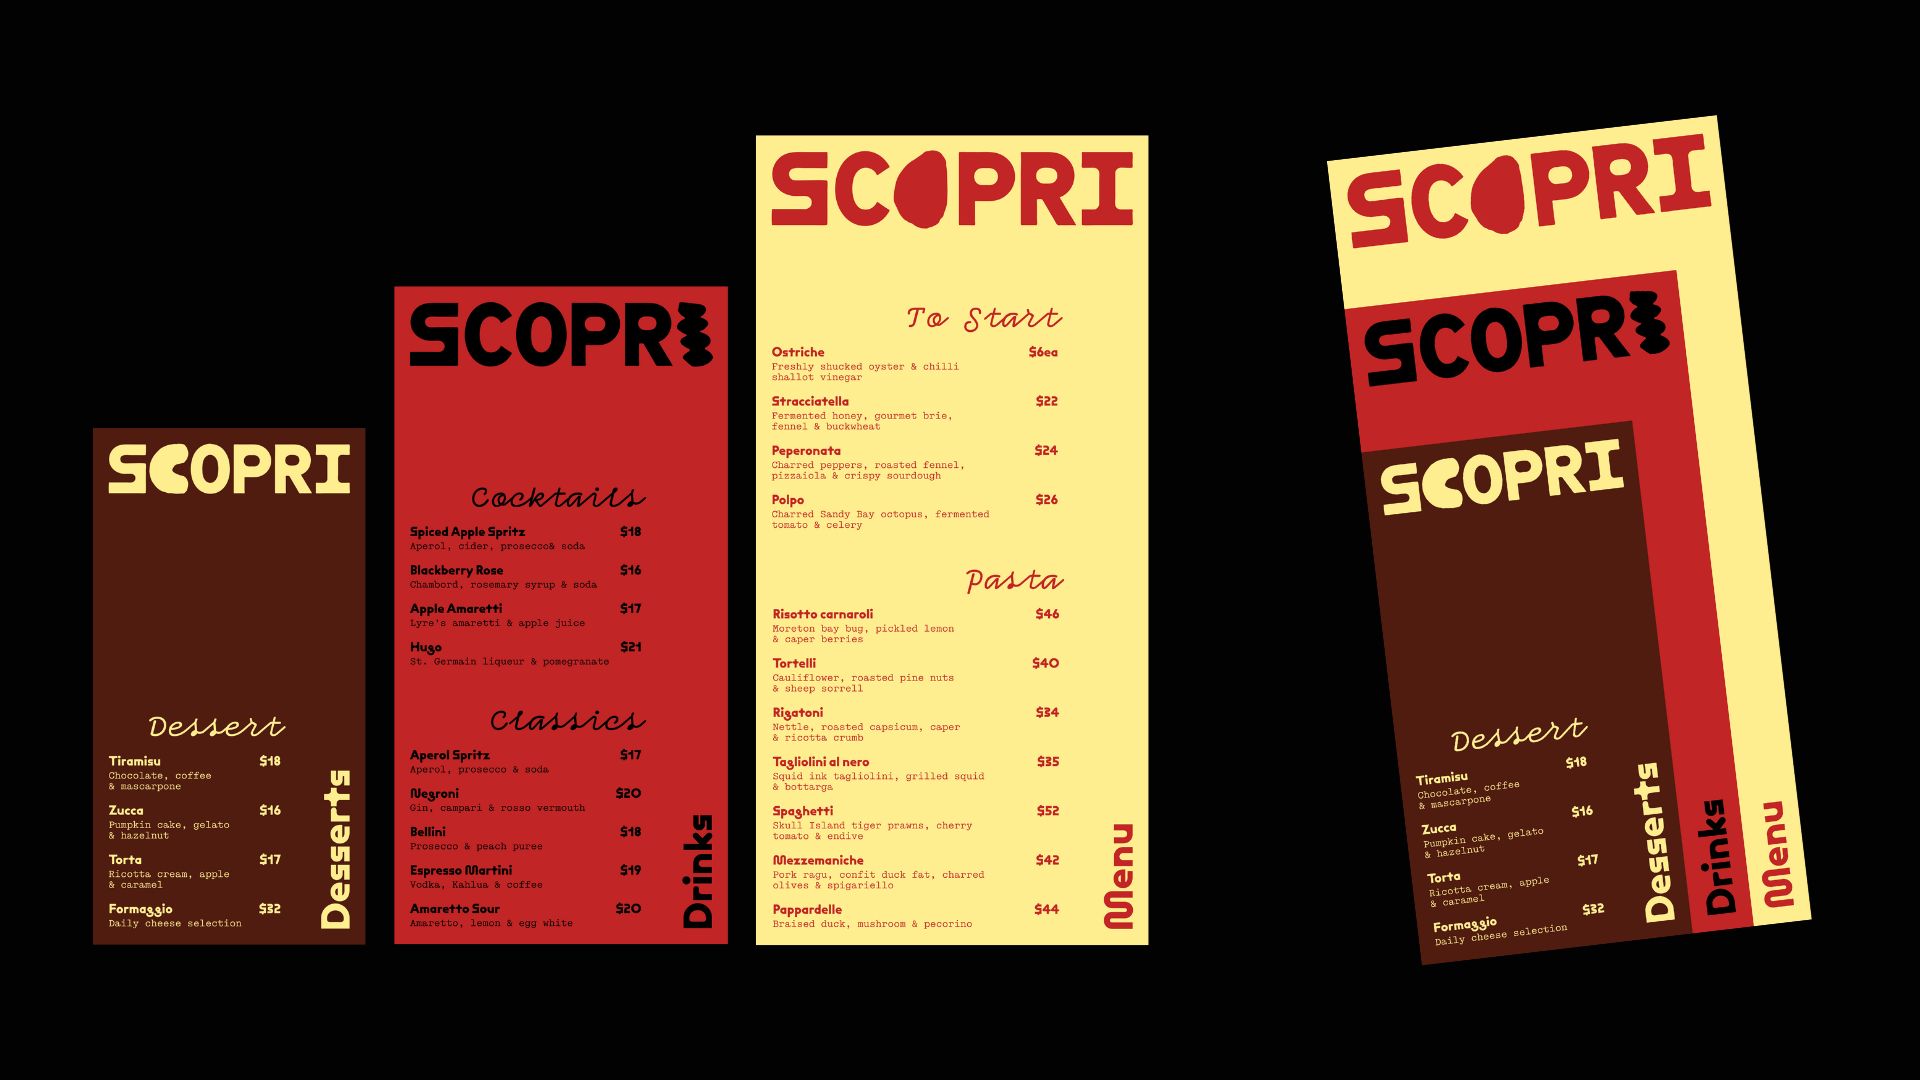 SCOPRI
Dessert
Tiramisu $18
Chocolate, coffee
& mascarpone
Zucca $16
Pumpkin cake, gelato
& hazelnut
Torta $17
Ricotta cream, apple
& caramel
Formaggio $32
Daily cheese selection
Desserts
SCOPRI
Cocktails
Spiced Apple Spritz $18
Aperol, cider, prosecco& soda
Blackberry Rose $16
Chambord, rosemary syrup & soda
Apple Amaretti $17
Lyre's amaretti & apple juice
Hugo $21
St. Germain liqueur & pomegranate
Classics
Aperol Spritz $17
Aperol, prosecco & soda
Negroni $20
Gin, campari & rosso vermouth
Bellini $18
Prosecco & peach puree
Espresso Martini $19
Vodka, Kahlua & coffee
Amaretto Sour $20
Amaretto, lemon & egg white
Drinks
SCOPRI
To Start
Ostriche $6ea
Freshly shucked oyster & chilli
shallot vinegar
Stracciatella $22
Fermented honey, gourmet brie,
fennel & buckwheat
Peperonata $24
Charred peppers, roasted fennel,
pizzaiola & crispy sourdough
Polpo $26
Charred Sandy Bay octopus, fermented
tomato & celery
Pasta
Risotto carnaroli $46
Moreton bay bug, pickled lemon
& caper berries
Tortelli $40
Cauliflower, roasted pine nuts
& sheep sorrell
Rigatoni $34
Nettle, roasted capsicum, caper
& ricotta crumb
Tagliolini al nero $35
Squid ink tagliolini, grilled squid
& bottarga
Spaghetti $52
Skull Island tiger prawns, cherry
tomato & endive
Mezzemaniche $42
Pork ragu, confit duck fat, charred
olives & spigariello
Pappardelle $44
Braised duck, mushroom & pecorino
Menu
SCOPRI
SCOPRI
SCOPRI
Dessert
Tiramisu $18
Chocolate, coffee
& mascarpone
Zucca $16
Pumpkin cake, gelato
& hazelnut
Torta $17
Ricotta cream, apple
& caramel
Formaggio $32
Daily cheese selection
Desserts
Drinks
Menu